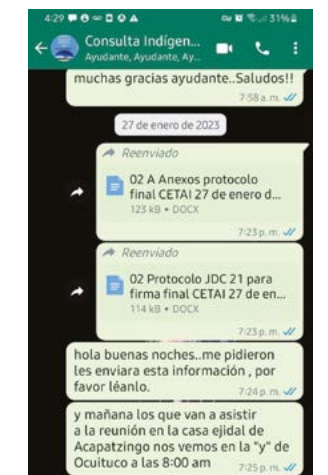 4:29
31%
Consulta Indígen...
Ayudante, Ayudante, Ay...
muchas gracias ayudante..Saludos!!
7:58 a. m.
27 de enero de 2023
Reenviado
02 A Anexos protocolo
final CETAI 27 de enero d...
123 kB • DOCX
7:23 p. m.
Reenviado
02 Protocolo JDC 21 para
firma final CETAI 27 de en...
114 kB • DOCX
7:23 p. m.
hola buenas noches..me pidieron
les enviara esta información , por
favor léanlo.
7:24 p. m.
y mañana los que van a asistir
a la reunión en la casa ejidal de
Acapatzingo nos vemos en la "y" de
Ocuituco a las 8:00 am
7:25 p. m.